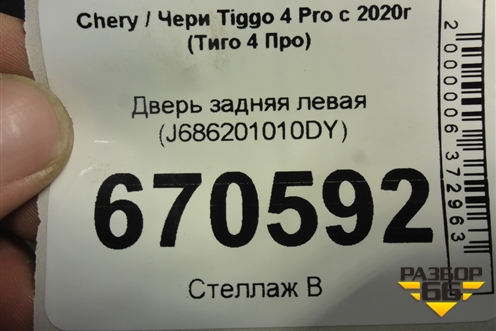 Chery / Чери Tiggo 4 Pro с 2020г
(Тиго 4 Про)
Дверь задняя левая
(J686201010DY)
670592
Стеллаж В
2000006372963
РАЗБОР
66